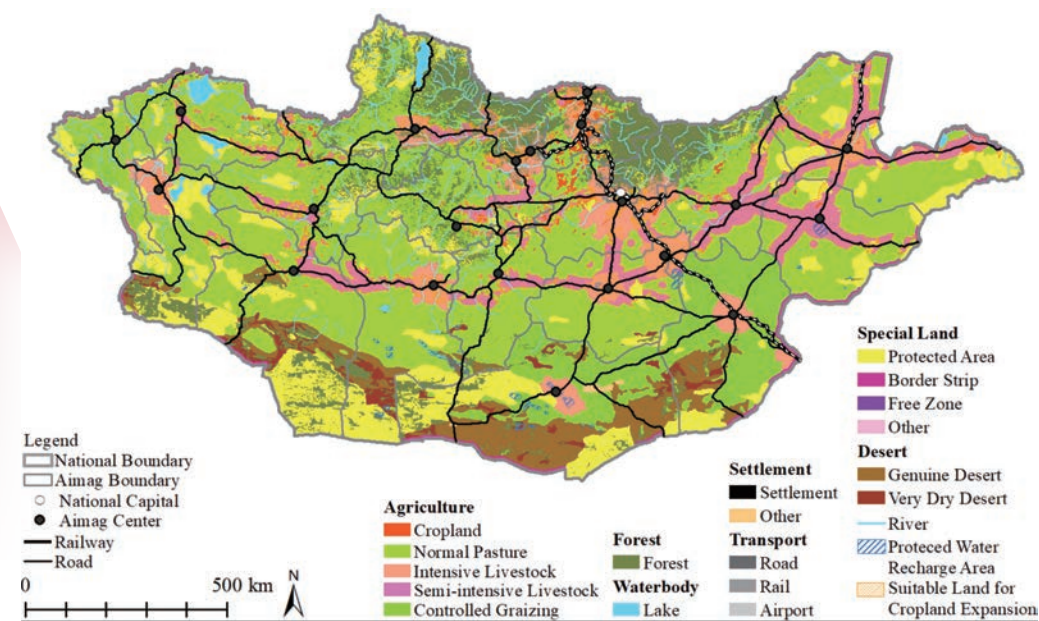 Legend
National Boundary
Aimag Boundary
National Capital
Aimag Center
Railway
Road
0 500 km
N
Agriculture
Cropland
Normal Pasture
Intensive Livestock
Semi-intensive Livestock
Controlled Graizing
Forest
Forest
Waterbody
Lake
Settlement
Settlement
Other
Transport
Road
Rail
Airport
Special Land
Protected Area
Border Strip
Free Zone
Other
Desert
Genuine Desert
Very Dry Desert
River
Proteced Water
Recharge Area
Suitable Land for
Cropland Expansion